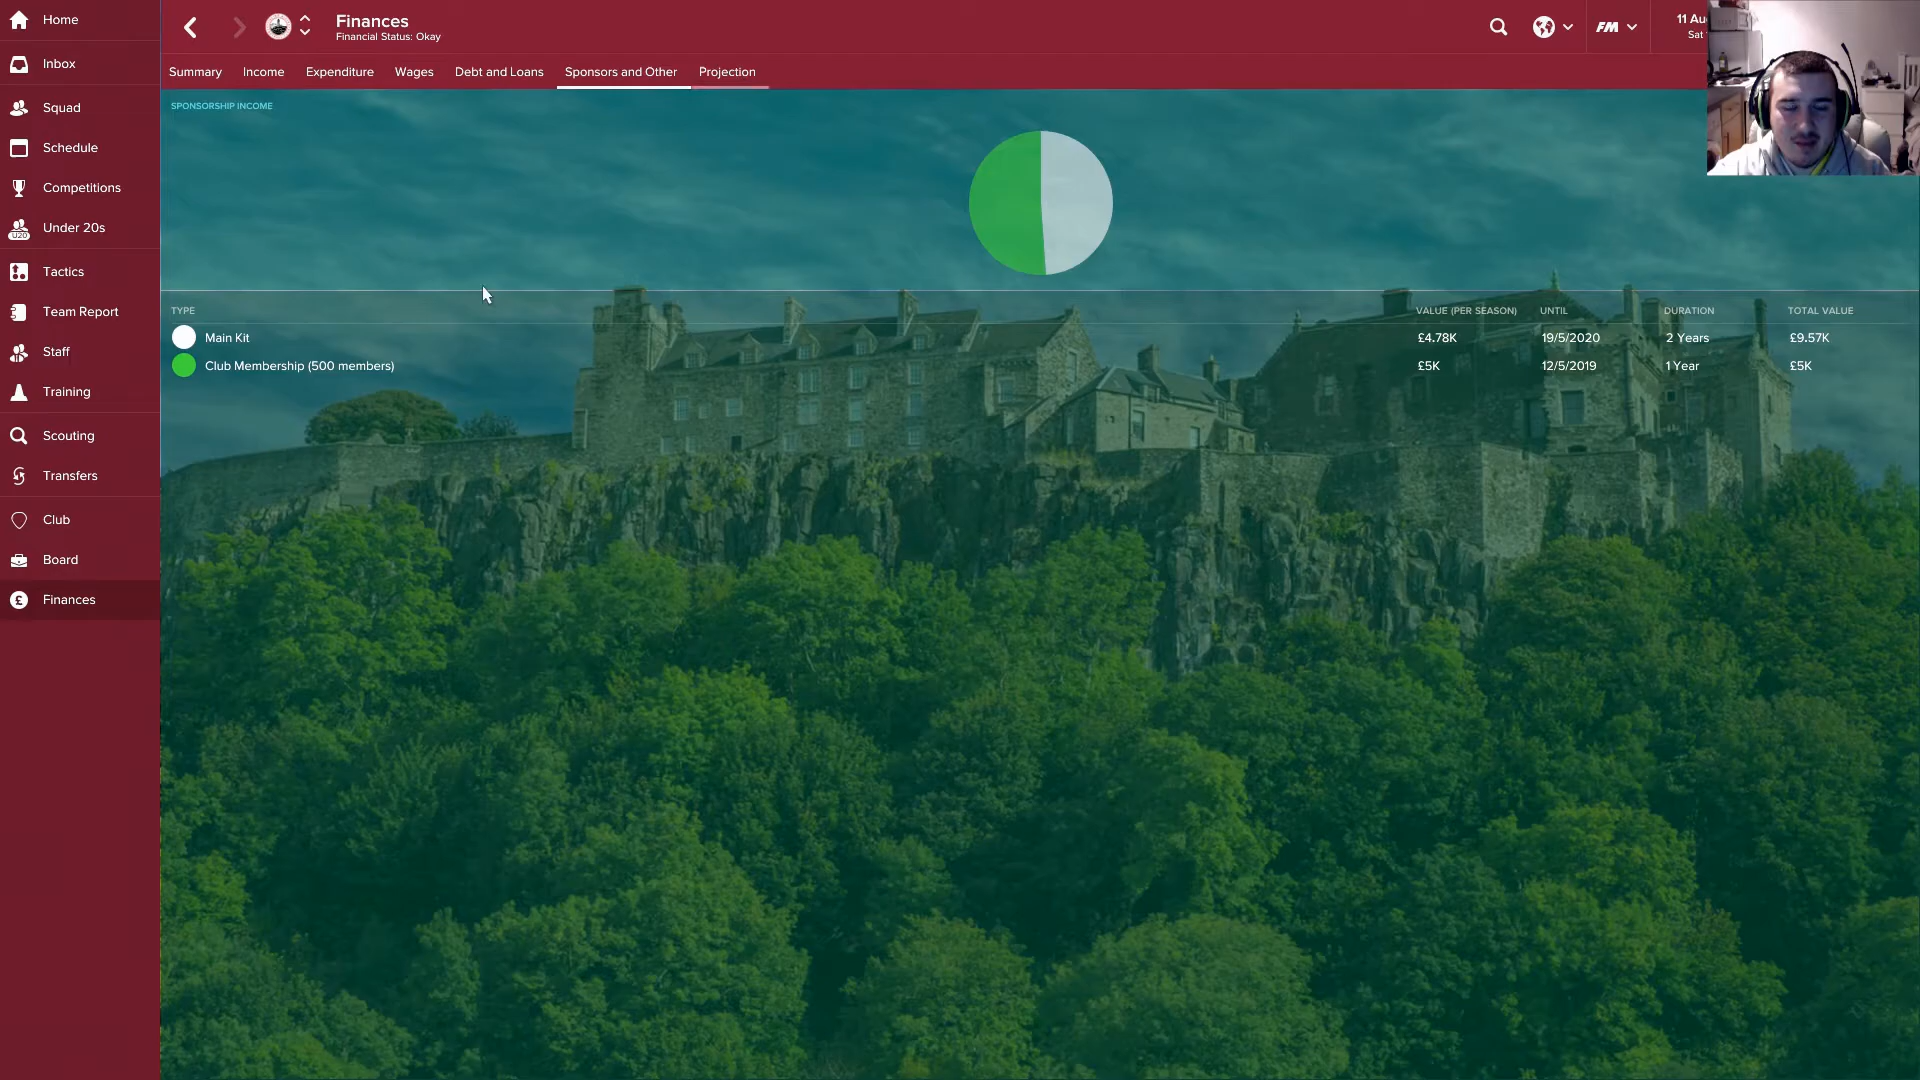 Home
Inbox
Squad
Schedule
Competitions
Under 20s
Tactics
Team Report
Staff
Training
Scouting
Transfers
Club
Board
£ Finances
Finances
Financial Status: Okay
FM
11 Au
Sat
Summary Income Expenditure Wages Debt and Loans Sponsors and Other Projection
SPONSORSHIP INCOME
TYPE VALUE (PER SEASON) UNTIL DURATION TOTAL VALUE
Main Kit £4.78K 19/5/2020 2 Years £9.57K
Club Membership (500 members) £5K 12/5/2019 1 Year £5K